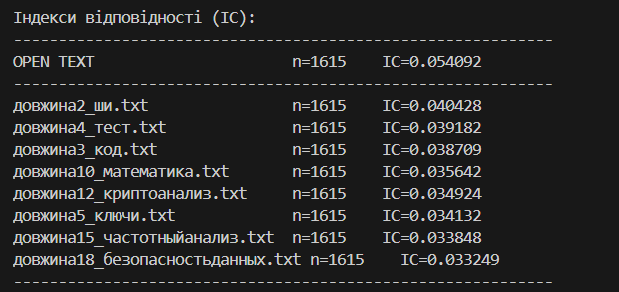 Індекси відповідності (IC):
------------------------------------------------------------
OPEN TEXT                      n=1615    IC=0.054092
------------------------------------------------------------
довжина2_ши.txt                n=1615    IC=0.040428
довжина4_тест.txt              n=1615    IC=0.039182
довжина3_код.txt               n=1615    IC=0.038709
довжина10_математика.txt       n=1615    IC=0.035642
довжина12_криптоанализ.txt     n=1615    IC=0.034924
довжина5_ключи.txt             n=1615    IC=0.034132
довжина15_частотныйанализ.txt  n=1615    IC=0.033848
довжина18_безопасностьданных.txt n=1615    IC=0.033249
------------------------------------------------------------